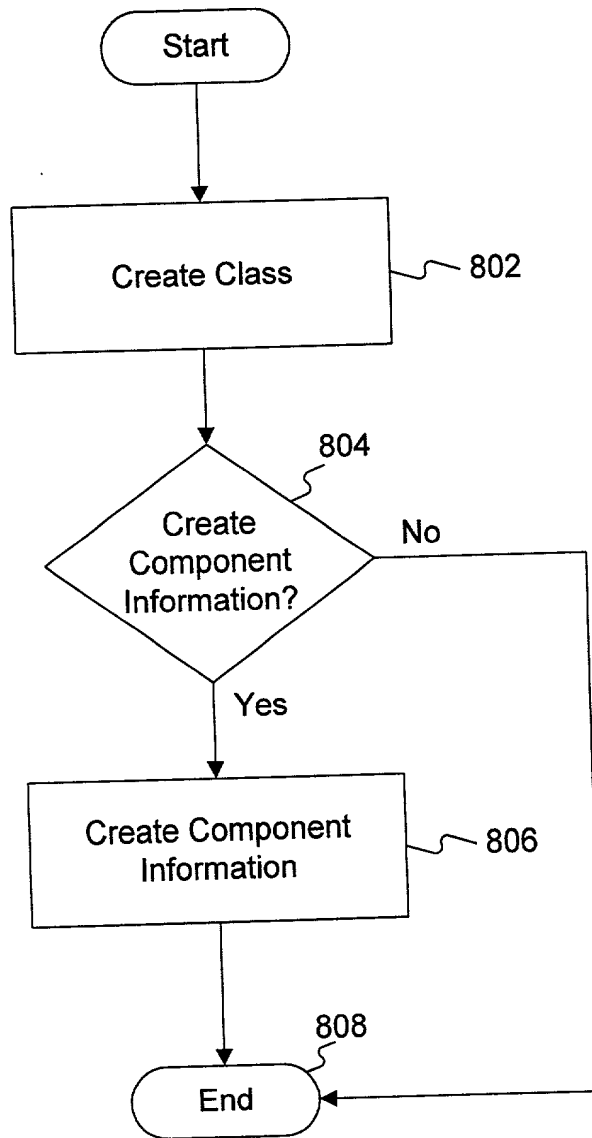 Start
Create Class
802
804
Create
Component
Information?
No
Yes
Create Component
Information
806
808
End